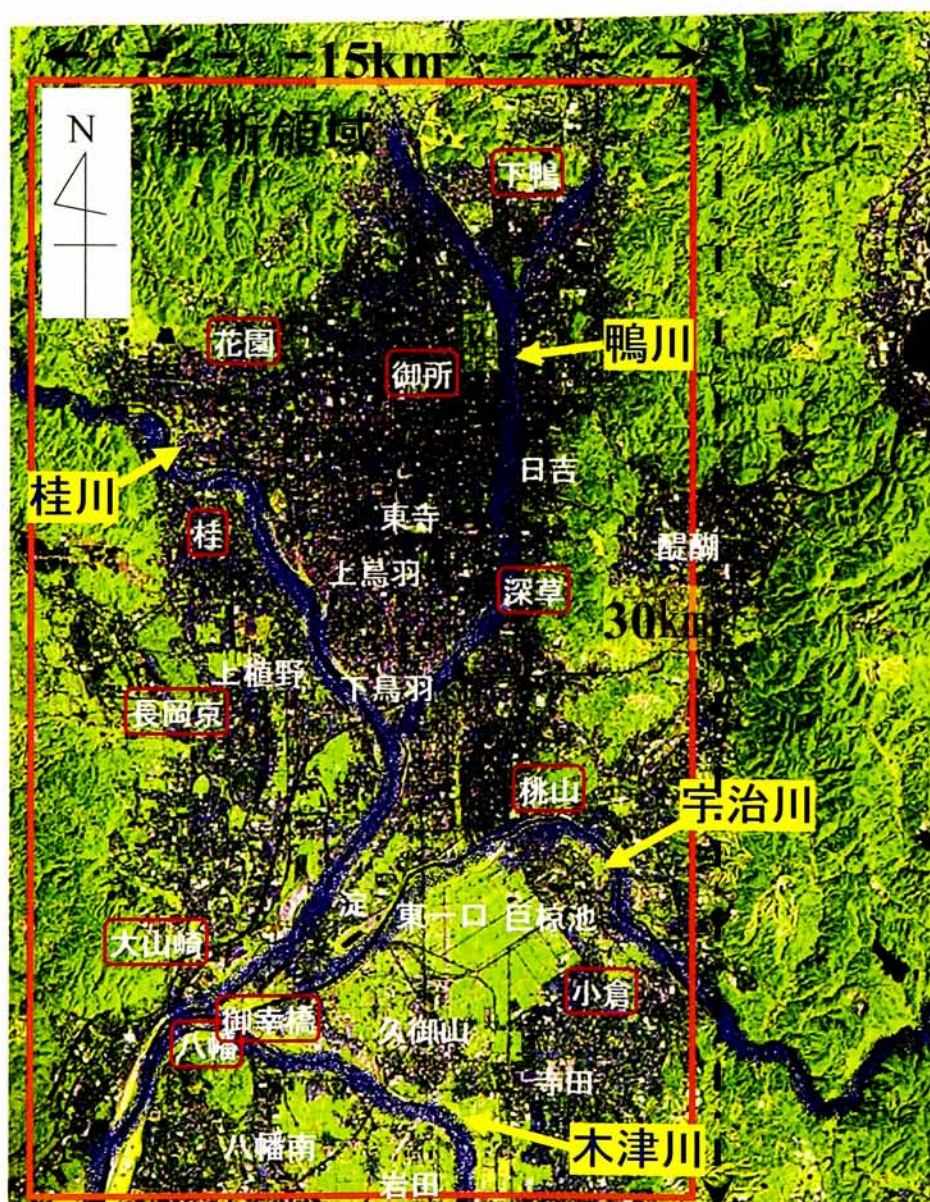 15km
N
解析領域
下鴨
鴨川
花園
御所
日吉
桂川
東寺
桂
醍醐
上鳥羽
深草
30km
上植野
下鳥羽
長岡京
桃山
宇治川
淀
東一口
巨椋池
大山崎
小倉
御幸橋
久御山
八幡
寺田
八幡南
木津川
岩田